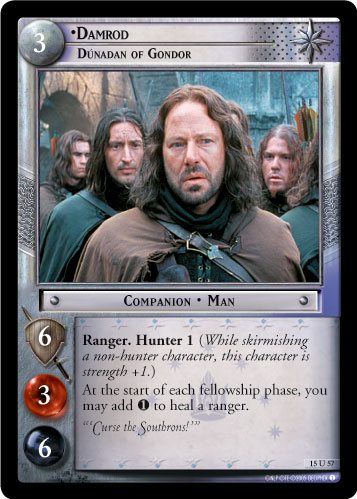 3
•Damrod
Dúnadan of Gondor
Companion • Man
6
3
6
Ranger. Hunter 1 (While skirmishing
a non-hunter character, this character is
strength +1.)
At the start of each fellowship phase, you
may add ❶ to heal a ranger.
“‘Curse the Southrons!’”
15 U 57